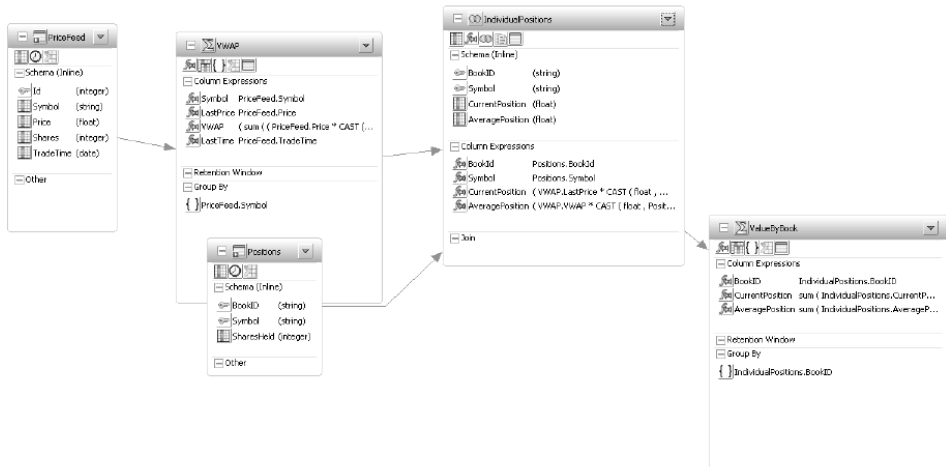 PriceFeed
Schema (Inline)
Id (integer)
Symbol (string)
Price (float)
Shares (integer)
TradeTime (date)
Other
VWAP
Column Expressions
Symbol PriceFeed.Symbol
LastPrice PriceFeed.Price
VWAP ( sum ( ( PriceFeed.Price * CAST (...
LastTime PriceFeed.TradeTime
Retention Window
Group By
{ } PriceFeed.Symbol
Positions
Schema (Inline)
BookID (string)
Symbol (string)
SharesHeld (integer)
Other
IndividualPositions
Schema (Inline)
BookID (string)
Symbol (string)
CurrentPosition (float)
AveragePosition (float)
Column Expressions
BookId Positions.BookId
Symbol Positions.Symbol
CurrentPosition ( VWAP.LastPrice * CAST ( float , ...
AveragePosition ( VWAP.VWAP * CAST ( float , Posit...
Join
ValueByBook
Column Expressions
BookID IndividualPositions.BookID
CurrentPosition sum ( IndividualPositions.CurrentP...
AveragePosition sum ( IndividualPositions.AverageP...
Retention Window
Group By
{ } IndividualPositions.BookID